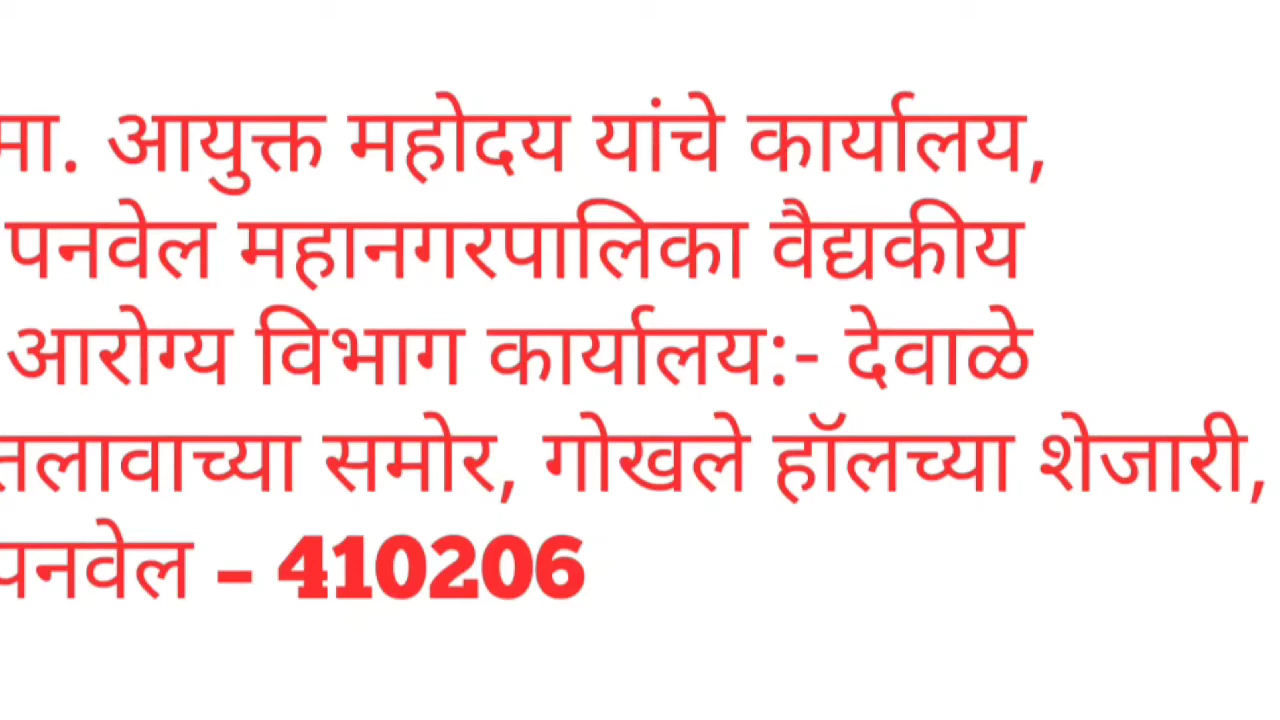 मा. आयुक्त महोदय यांचे कार्यालय,
पनवेल महानगरपालिका वैद्यकीय
आरोग्य विभाग कार्यालय:- देवाळे
तलावाच्या समोर, गोखले हॉलच्या शेजारी,
पनवेल – 410206